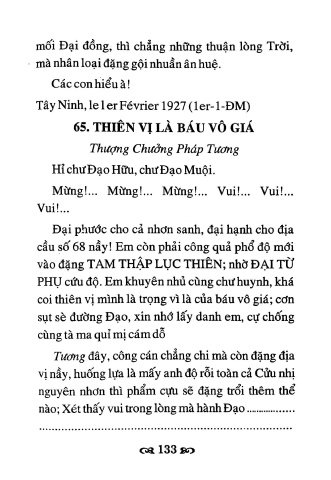 mối Đại đồng, thì chẳng những thuận lòng Trời,
mà nhân loại đặng gội nhuần ân huệ.
Các con hiểu à!
Tây Ninh, le 1er Février 1927 (1er-1-ĐM)
65. THIÊN VỊ LÀ BÁU VÔ GIÁ
Thượng Chưởng Pháp Tương
Hỉ chư Đạo Hữu, chư Đạo Muội.
Mừng!... Mừng!... Mừng!... Vui!... Vui!...
Vui!...
Đại phước cho cả nhơn sanh, đại hạnh cho địa
cầu số 68 nầy! Em còn phải công quả phổ độ mới
vào đặng TAM THẬP LỤC THIÊN; nhờ ĐẠI TỪ
PHỤ cứu độ. Em khuyên nhủ cùng chư huynh, khá
coi thiên vị mình là trọng vì là của báu vô giá; cơn
sụt sè đường Đạo, xin nhớ lấy danh em, cự chống
cùng tà ma quỉ mị cám dỗ
Tương đây, công cán chẳng chi mà còn đặng địa
vị nầy, huống lựa là mấy anh độ rỗi toàn cả Cửu nhị
nguyên nhơn thì phẩm cựu sẽ đặng trổi thêm thể
nào; Xét thấy vui trong lòng mà hành Đạo..............
........................................................................
133